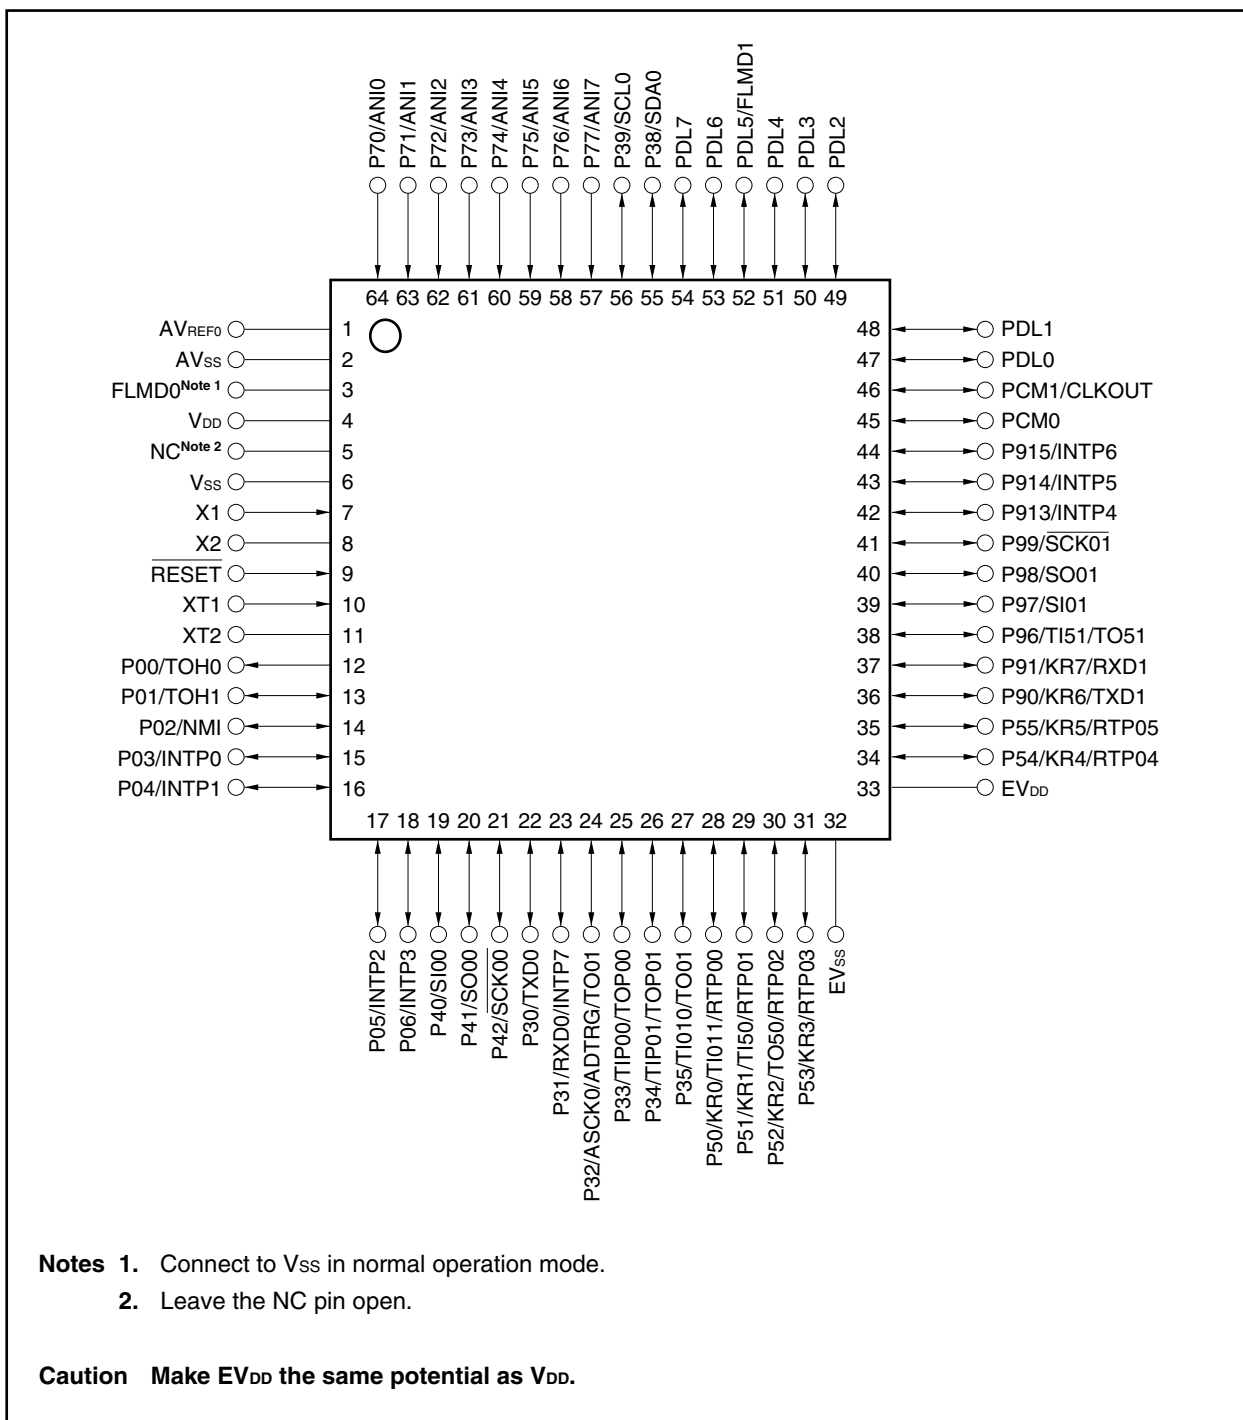 P70/ANI0
P71/ANI1
P72/ANI2
P73/ANI3
P74/ANI4
P75/ANI5
P76/ANI6
P77/ANI7
P39/SCL0
P38/SDA0
PDL7
PDL6
PDL5/FLMD1
PDL4
PDL3
PDL2
64 63 62 61 60 59 58 57 56 55 54 53 52 51 50 49
AVREF0 1 48 PDL1
AVSS 2 47 PDL0
FLMD0Note 1 3 46 PCM1/CLKOUT
VDD 4 45 PCM0
NCNote 2 5 44 P915/INTP6
VSS 6 43 P914/INTP5
X1 7 42 P913/INTP4
X2 8 41 P99/SCK01
RESET 9 40 P98/SO01
XT1 10 39 P97/SI01
XT2 11 38 P96/TI51/TO51
P00/TOH0 12 37 P91/KR7/RXD1
P01/TOH1 13 36 P90/KR6/TXD1
P02/NMI 14 35 P55/KR5/RTP05
P03/INTP0 15 34 P54/KR4/RTP04
P04/INTP1 16 33 EVDD
17 18 19 20 21 22 23 24 25 26 27 28 29 30 31 32
P05/INTP2
P06/INTP3
P40/SI00
P41/SO00
P42/SCK00
P30/TXD0
P31/RXD0/INTP7
P32/ASCK0/ADTRG/TO01
P33/TIP00/TOP00
P34/TIP01/TOP01
P35/TI010/TO01
P50/KR0/TI011/RTP00
P51/KR1/TI50/RTP01
P52/KR2/TO50/RTP02
P53/KR3/RTP03
EVSS
Notes 1. Connect to VSS in normal operation mode.
2. Leave the NC pin open.
Caution Make EVDD the same potential as VDD.